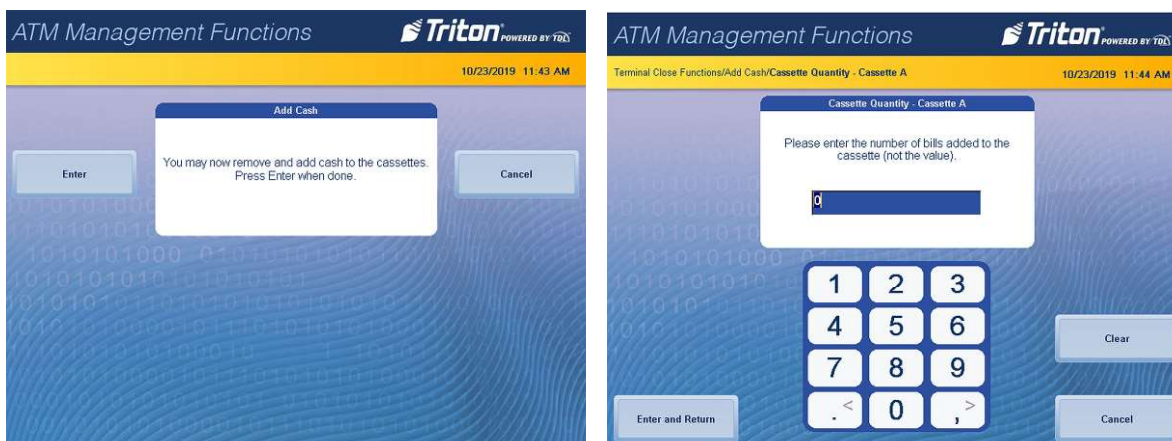 ATM Management Functions
Triton POWERED BY TDL
10/23/2019 11:43 AM
Add Cash
You may now remove and add cash to the cassettes.
Press Enter when done.
Enter
Cancel
ATM Management Functions
Triton POWERED BY TDL
Terminal Close Functions/Add Cash/Cassette Quantity - Cassette A
10/23/2019 11:44 AM
Cassette Quantity - Cassette A
Please enter the number of bills added to the
cassette (not the value).
0
1 2 3
4 5 6
Clear
7 8 9
.< 0 ,>
Enter and Return
Cancel